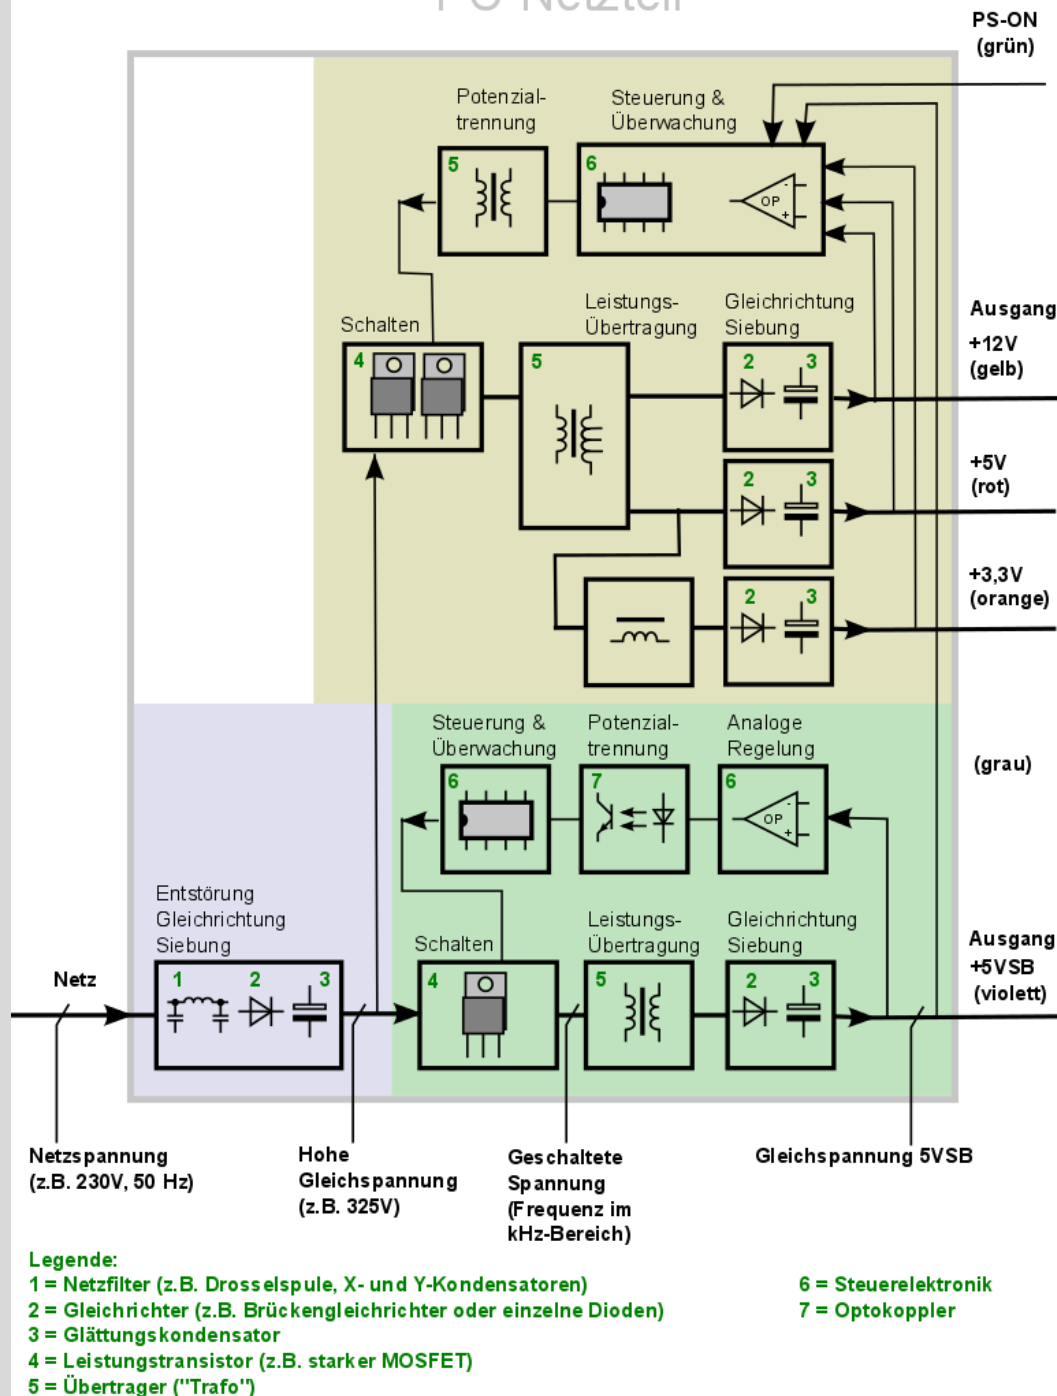 PC-Netzteil
PS-ON
(grün)
Potenzial-
trennung
Steuerung &
Überwachung
5
6
OP
-
+
Schalten
Leistungs-
Übertragung
Gleichrichtung
Siebung
Ausgang
+12V
(gelb)
4
5
2 3
+5V
(rot)
2 3
+3,3V
(orange)
2 3
Steuerung &
Überwachung
Potenzial-
trennung
Analoge
Regelung
(grau)
6
7
6
OP
-
+
Entstörung
Gleichrichtung
Siebung
Schalten
Leistungs-
Übertragung
Gleichrichtung
Siebung
Ausgang
+5VSB
(violett)
Netz
1 2 3
4
5
2 3
Netzspannung
(z.B. 230V, 50 Hz)
Hohe
Gleichspannung
(z.B. 325V)
Geschaltete
Spannung
(Frequenz im
kHz-Bereich)
Gleichspannung 5VSB
Legende:
1 = Netzfilter (z.B. Drosselspule, X- und Y-Kondensatoren)
2 = Gleichrichter (z.B. Brückengleichrichter oder einzelne Dioden)
3 = Glättungskondensator
4 = Leistungstransistor (z.B. starker MOSFET)
5 = Übertrager ("Trafo")
6 = Steuerelektronik
7 = Optokoppler